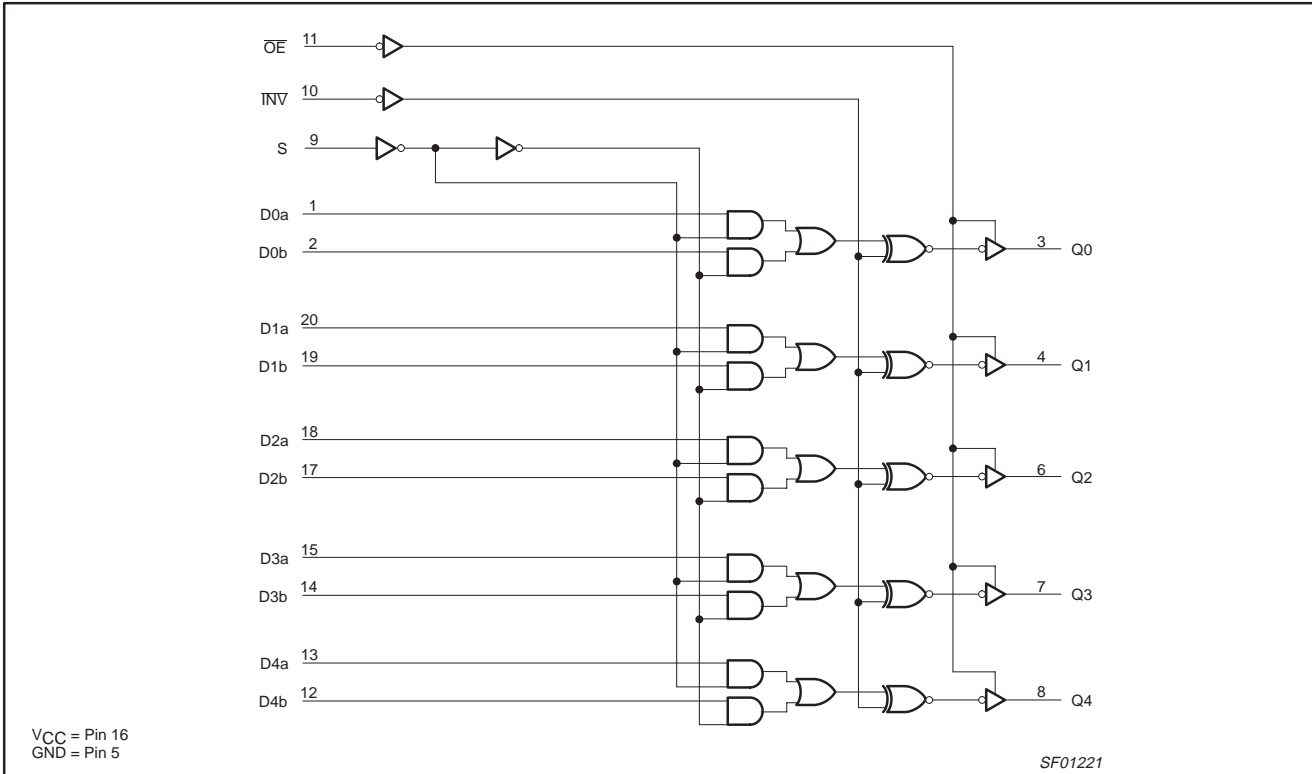 O̅E̅ 11
I̅N̅V̅ 10
S 9
D0a 1
D0b 2
3 Q0
D1a 20
D1b 19
4 Q1
D2a 18
D2b 17
6 Q2
D3a 15
D3b 14
7 Q3
D4a 13
D4b 12
8 Q4
VCC = Pin 16
GND = Pin 5
SF01221